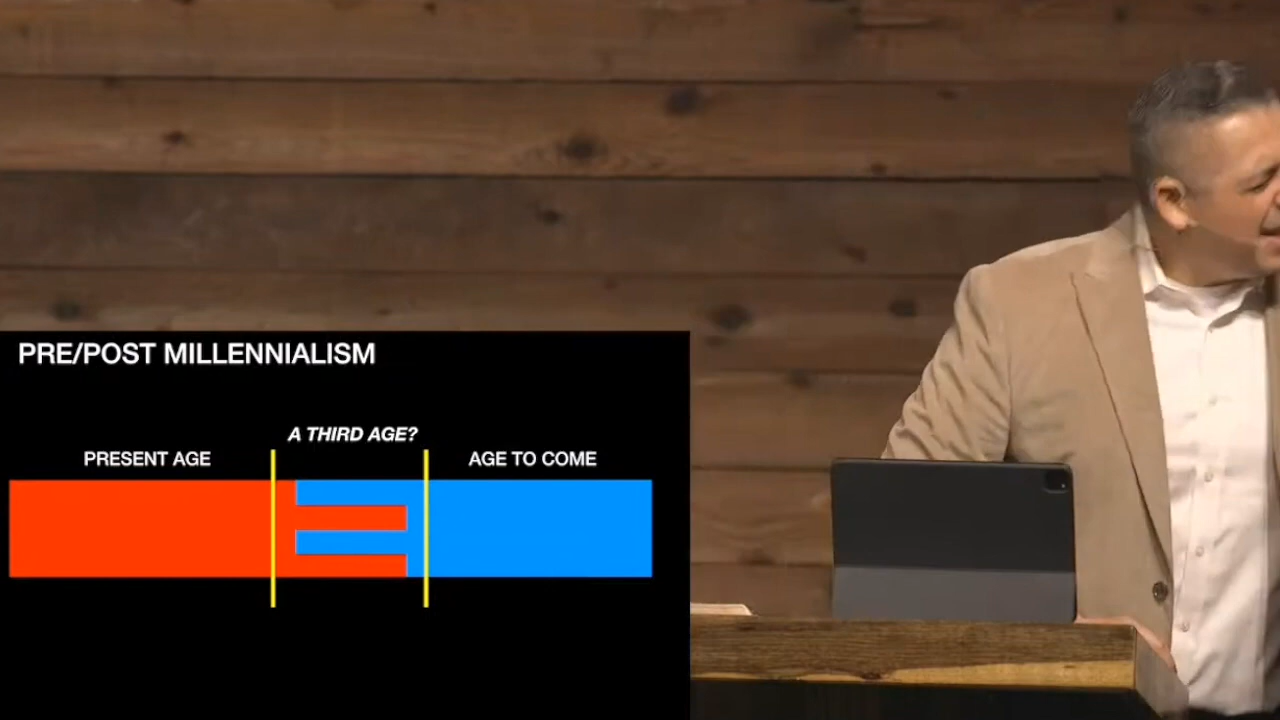 PRE/POST MILLENNIALISM
A THIRD AGE?
PRESENT AGE
AGE TO COME